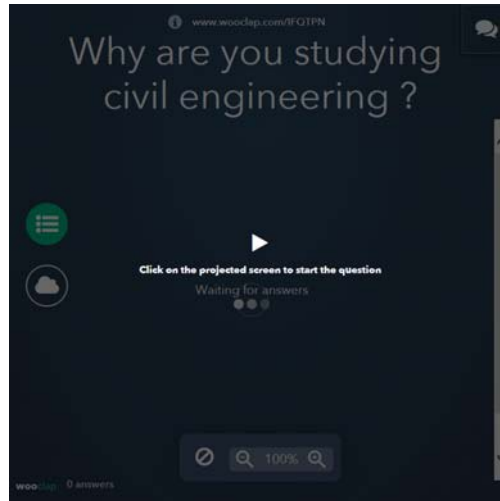 www.wooclap.com/IFQTPN
Why are you studying
civil engineering ?
Click on the projected screen to start the question
Waiting for answers
100%
wooclap 0 answers